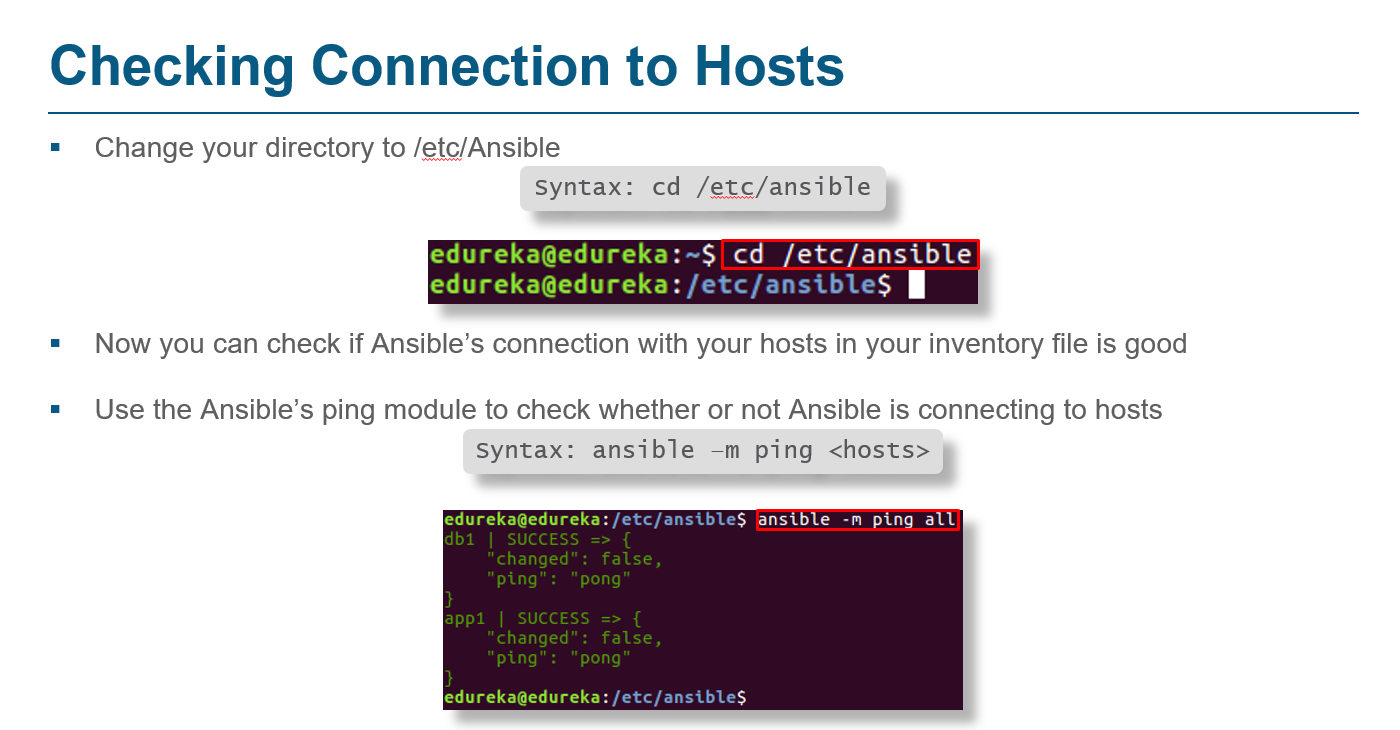 Checking Connection to Hosts
Change your directory to /etc/Ansible
Syntax: cd /etc/ansible
edureka@edureka:~$ cd /etc/ansible
edureka@edureka:/etc/ansible$
Now you can check if Ansible’s connection with your hosts in your inventory file is good
Use the Ansible’s ping module to check whether or not Ansible is connecting to hosts
Syntax: ansible –m ping <hosts>
edureka@edureka:/etc/ansible$ ansible -m ping all
db1 | SUCCESS => {
    "changed": false,
    "ping": "pong"
}
app1 | SUCCESS => {
    "changed": false,
    "ping": "pong"
}
edureka@edureka:/etc/ansible$